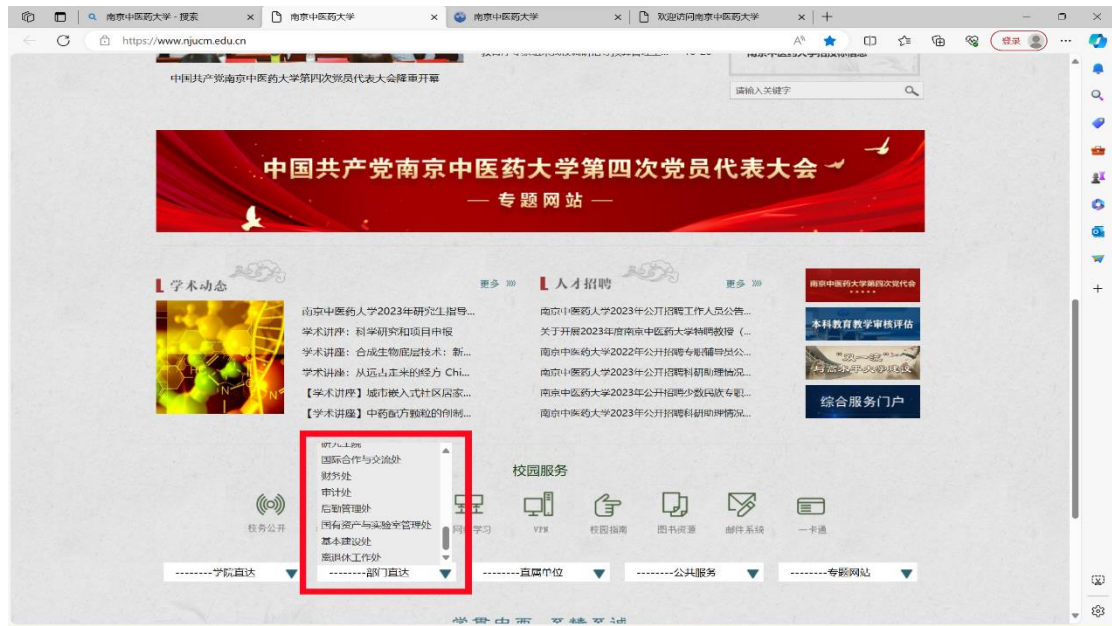 南京中医药大学 - 搜索
南京中医药大学
南京中医药大学
欢迎访问南京中医药大学
https://www.njucm.edu.cn
登录
中国共产党南京中医药大学第四次党员代表大会隆重开幕
请输入关键字
中国共产党南京中医药大学第四次党员代表大会
— 专题网站 —
学术动态
更多
人才招聘
更多
南京中医药大学2023年研究生指导...
学术讲座：科学研究和项目申报
学术讲座：合成生物底层技术：新...
学术讲座：从远古走来的经方 Chi...
【学术讲座】城市嵌入式社区居家...
【学术讲座】中药配方颗粒的创制...
南京中医药大学2023年公开招聘工作人员公告...
关于开展2023年度南京中医药大学特聘教授（...
南京中医药大学2022年公开招聘专职辅导员公...
南京中医药大学2023年公开招聘科研助理情况...
南京中医药大学2023年公开招聘少数民族专职...
南京中医药大学2023年公开招聘科研助理情况...
南京中医药大学第四次党代会
本科教育教学审核评估
"双一流"
与高水平大学建设
综合服务门户
研究生院
国际合作与交流处
财务处
审计处
后勤管理处
国有资产与实验室管理处
基本建设处
离退休工作处
校园服务
校务公开
网络学习
VPN
校园指南
图书资源
邮件系统
一卡通
--------学院直达
--------部门直达
--------直属单位
--------公共服务
--------专题网站